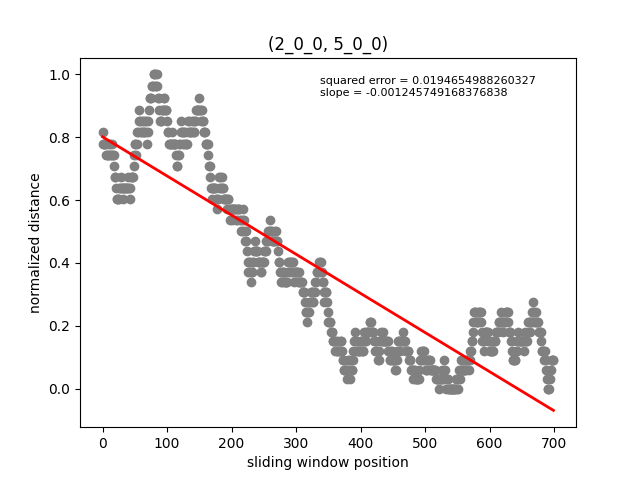 (2_0_0, 5_0_0)
squared error = 0.0194654988260327
slope = -0.001245749168376838
normalized distance
1.0
0.8
0.6
0.4
0.2
0.0
0 100 200 300 400 500 600 700
sliding window position